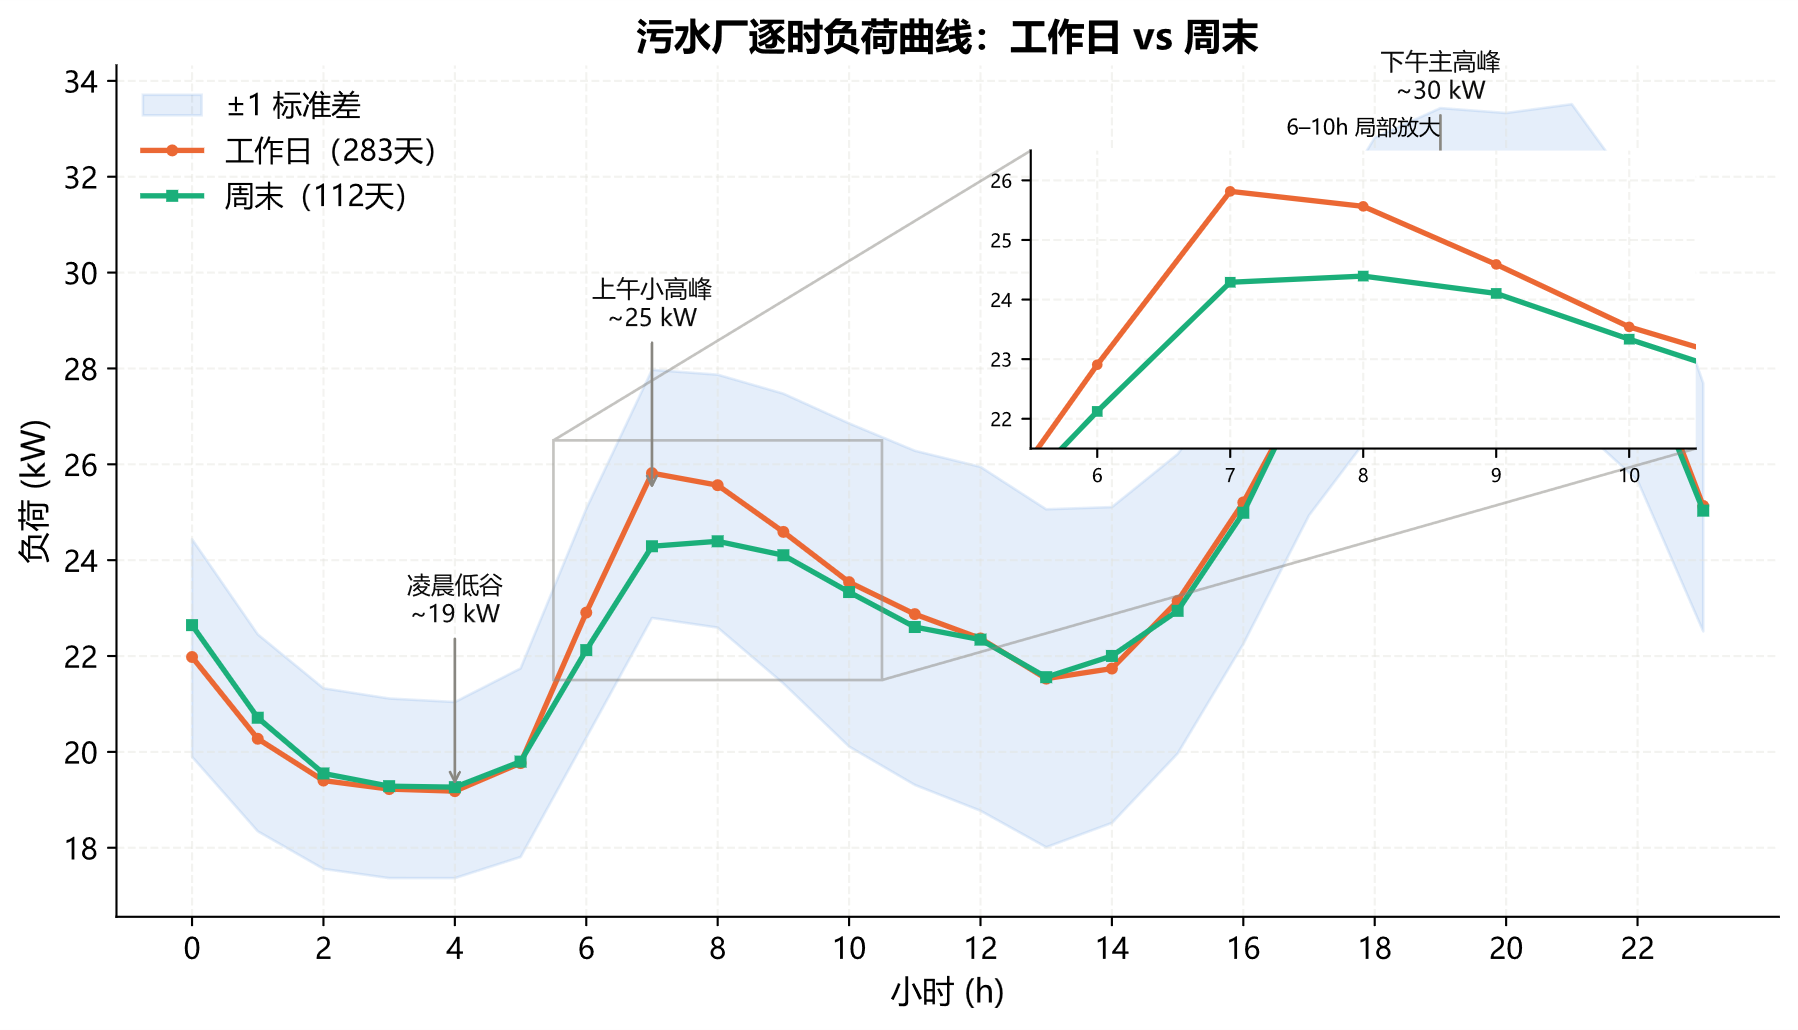 污水厂逐时负荷曲线：工作日 vs 周末
下午主高峰
~30 kW
6–10h 局部放大
±1 标准差
工作日（283天）
周末（112天）
上午小高峰
~25 kW
凌晨低谷
~19 kW
负荷 (kW)
34
32
30
28
26
24
22
20
18
26
25
24
23
22
6 7 8 9 10
0 2 4 6 8 10 12 14 16 18 20 22
小时 (h)